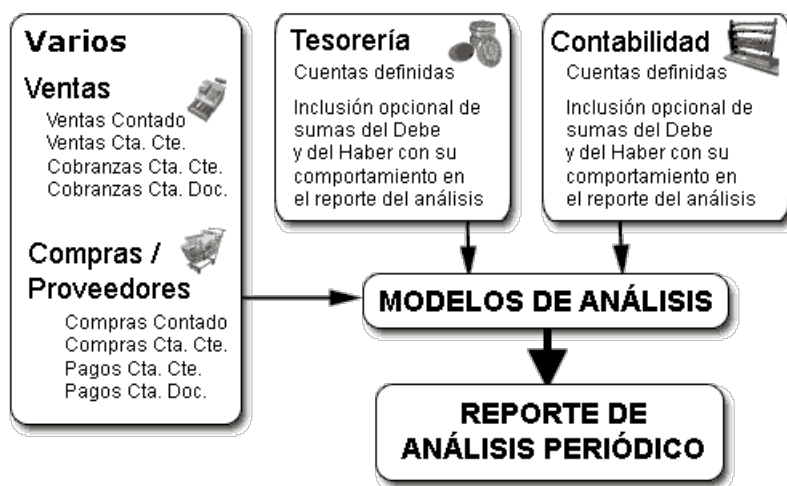 Varios
Ventas
Ventas Contado
Ventas Cta. Cte.
Cobranzas Cta. Cte.
Cobranzas Cta. Doc.
Compras /
Proveedores
Compras Contado
Compras Cta. Cte.
Pagos Cta. Cte.
Pagos Cta. Doc.
Tesorería
Cuentas definidas
Inclusión opcional de
sumas del Debe
y del Haber con su
comportamiento en
el reporte del análisis
Contabilidad
Cuentas definidas
Inclusión opcional de
sumas del Debe
y del Haber con su
comportamiento en
el reporte del análisis
MODELOS DE ANÁLISIS
REPORTE DE
ANÁLISIS PERIÓDICO